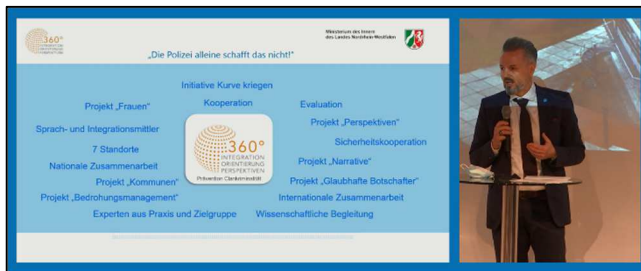 360°
INTEGRATION
ORIENTIERUNG
PERSPEKTIVEN
Ministerium des Innern
des Landes Nordrhein-Westfalen
„Die Polizei alleine schafft das nicht!“
Initiative Kurve kriegen
Projekt „Frauen“
Kooperation
Evaluation
Projekt „Perspektiven“
Sprach- und Integrationsmittler
Sicherheitskooperation
7 Standorte
360°
INTEGRATION
ORIENTIERUNG
PERSPEKTIVEN
Prävention Clankriminalität
Nationale Zusammenarbeit
Projekt „Narrative“
Projekt „Kommunen“
Projekt „Glaubhafte Botschafter“
Projekt „Bedrohungsmanagement“
Internationale Zusammenarbeit
Experten aus Praxis und Zielgruppe
Wissenschaftliche Begleitung